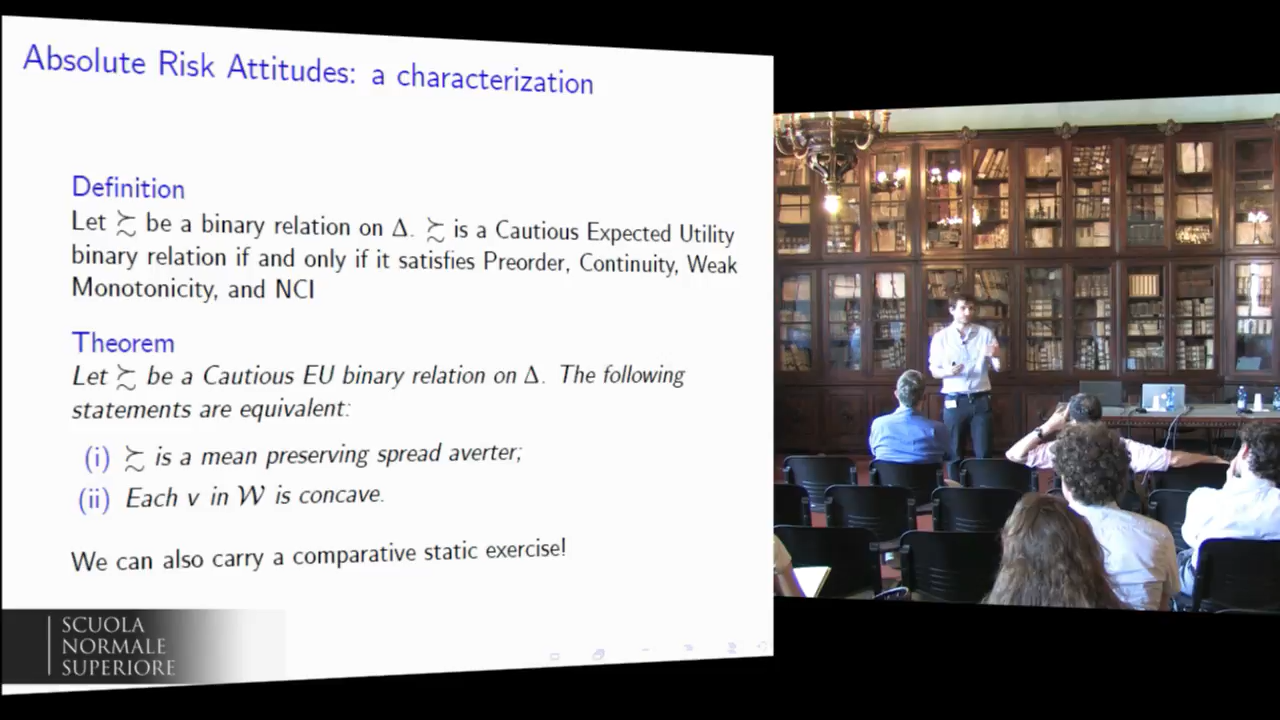 Absolute Risk Attitudes: a characterization
Definition
Let ≿ be a binary relation on Δ. ≿ is a Cautious Expected Utility
binary relation if and only if it satisfies Preorder, Continuity, Weak
Monotonicity, and NCI
Theorem
Let ≿ be a Cautious EU binary relation on Δ. The following
statements are equivalent:
(i) ≿ is a mean preserving spread averter;
(ii) Each v in W is concave.
We can also carry a comparative static exercise!
SCUOLA
NORMALE
SUPERIORE